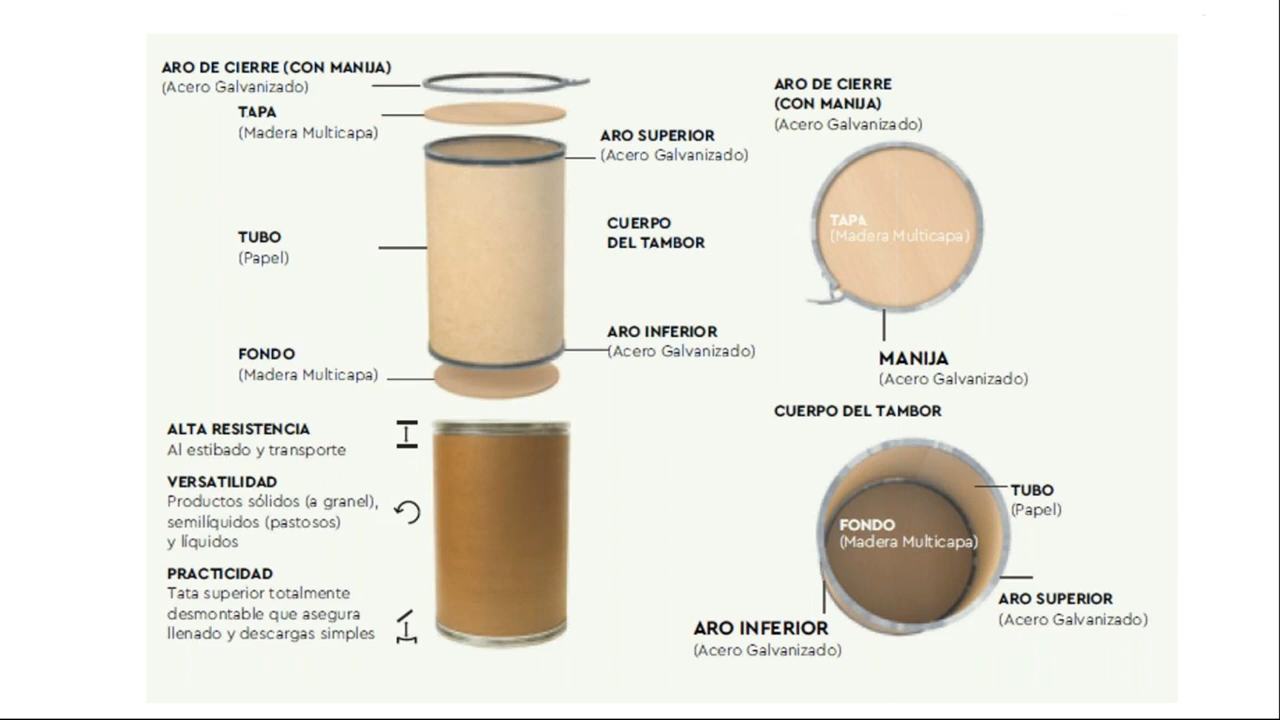 ARO DE CIERRE (CON MANIJA)
(Acero Galvanizado)
TAPA
(Madera Multicapa)
ARO SUPERIOR
(Acero Galvanizado)
TUBO
(Papel)
CUERPO
DEL TAMBOR
ARO INFERIOR
(Acero Galvanizado)
FONDO
(Madera Multicapa)
ALTA RESISTENCIA
Al estibado y transporte
VERSATILIDAD
Productos sólidos (a granel),
semilíquidos (pastosos)
y líquidos
PRACTICIDAD
Tata superior totalmente
desmontable que asegura
llenado y descargas simples
ARO DE CIERRE
(CON MANIJA)
(Acero Galvanizado)
TAPA
(Madera Multicapa)
MANIJA
(Acero Galvanizado)
CUERPO DEL TAMBOR
TUBO
(Papel)
FONDO
(Madera Multicapa)
ARO SUPERIOR
(Acero Galvanizado)
ARO INFERIOR
(Acero Galvanizado)